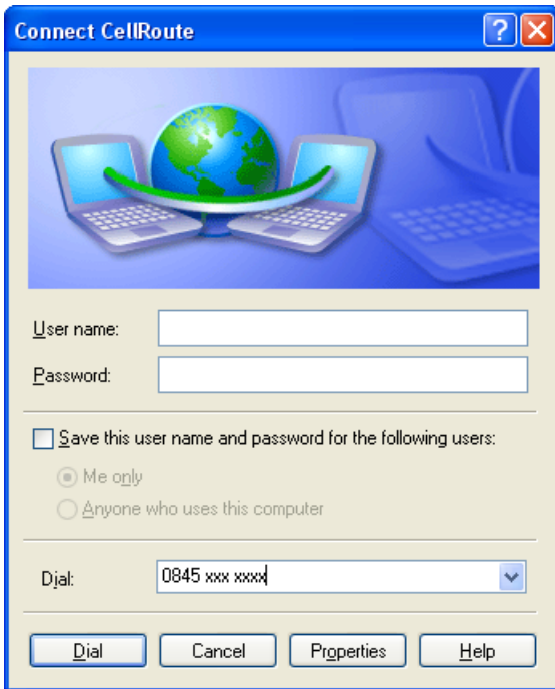 Connect CellRoute
User name:
Password:
Save this user name and password for the following users:
Me only
Anyone who uses this computer
Dial: 0845 xxx xxxx
Dial Cancel Properties Help